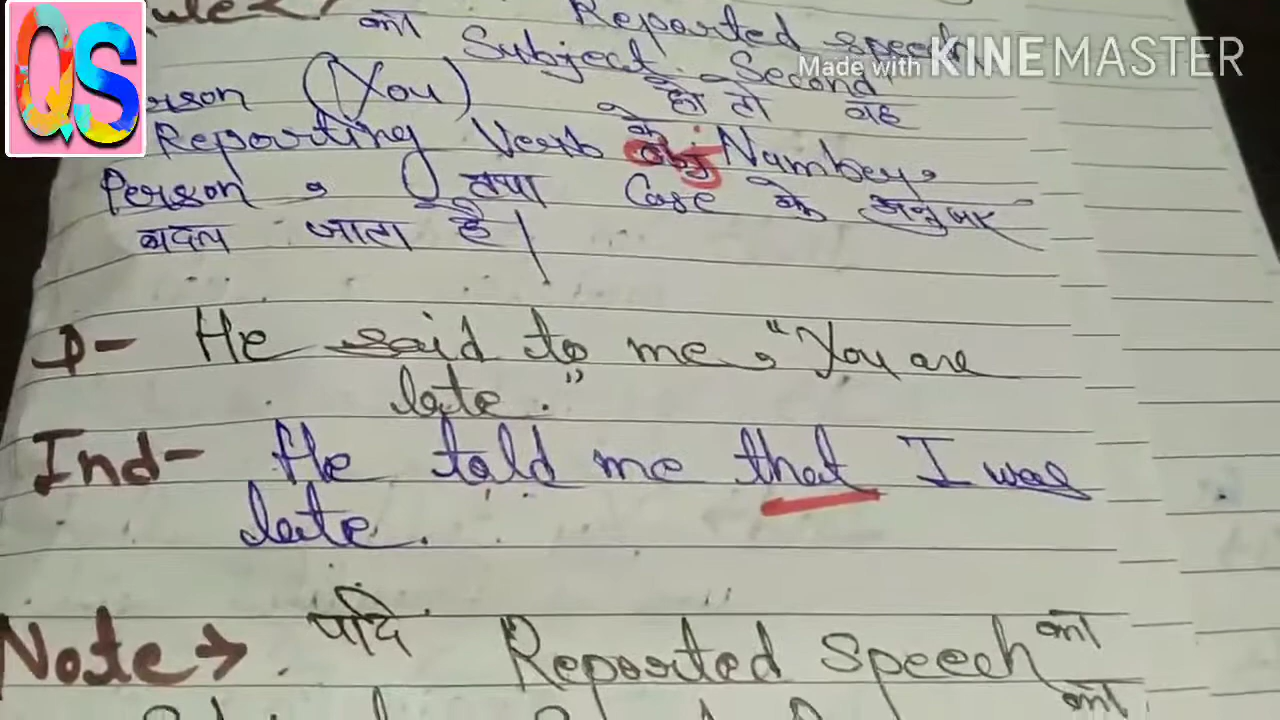 QS
Made with KINEMASTER
का Reported speech
Subject Second
(You) हो तो वह
Reporting Verb के obj Number,
Person, तथा Case के अनुसार
बदल जाता है|
D- He said to me, "You are
late."
Ind- He told me that I was
late.
Note→ यदि Reported Speech का
का